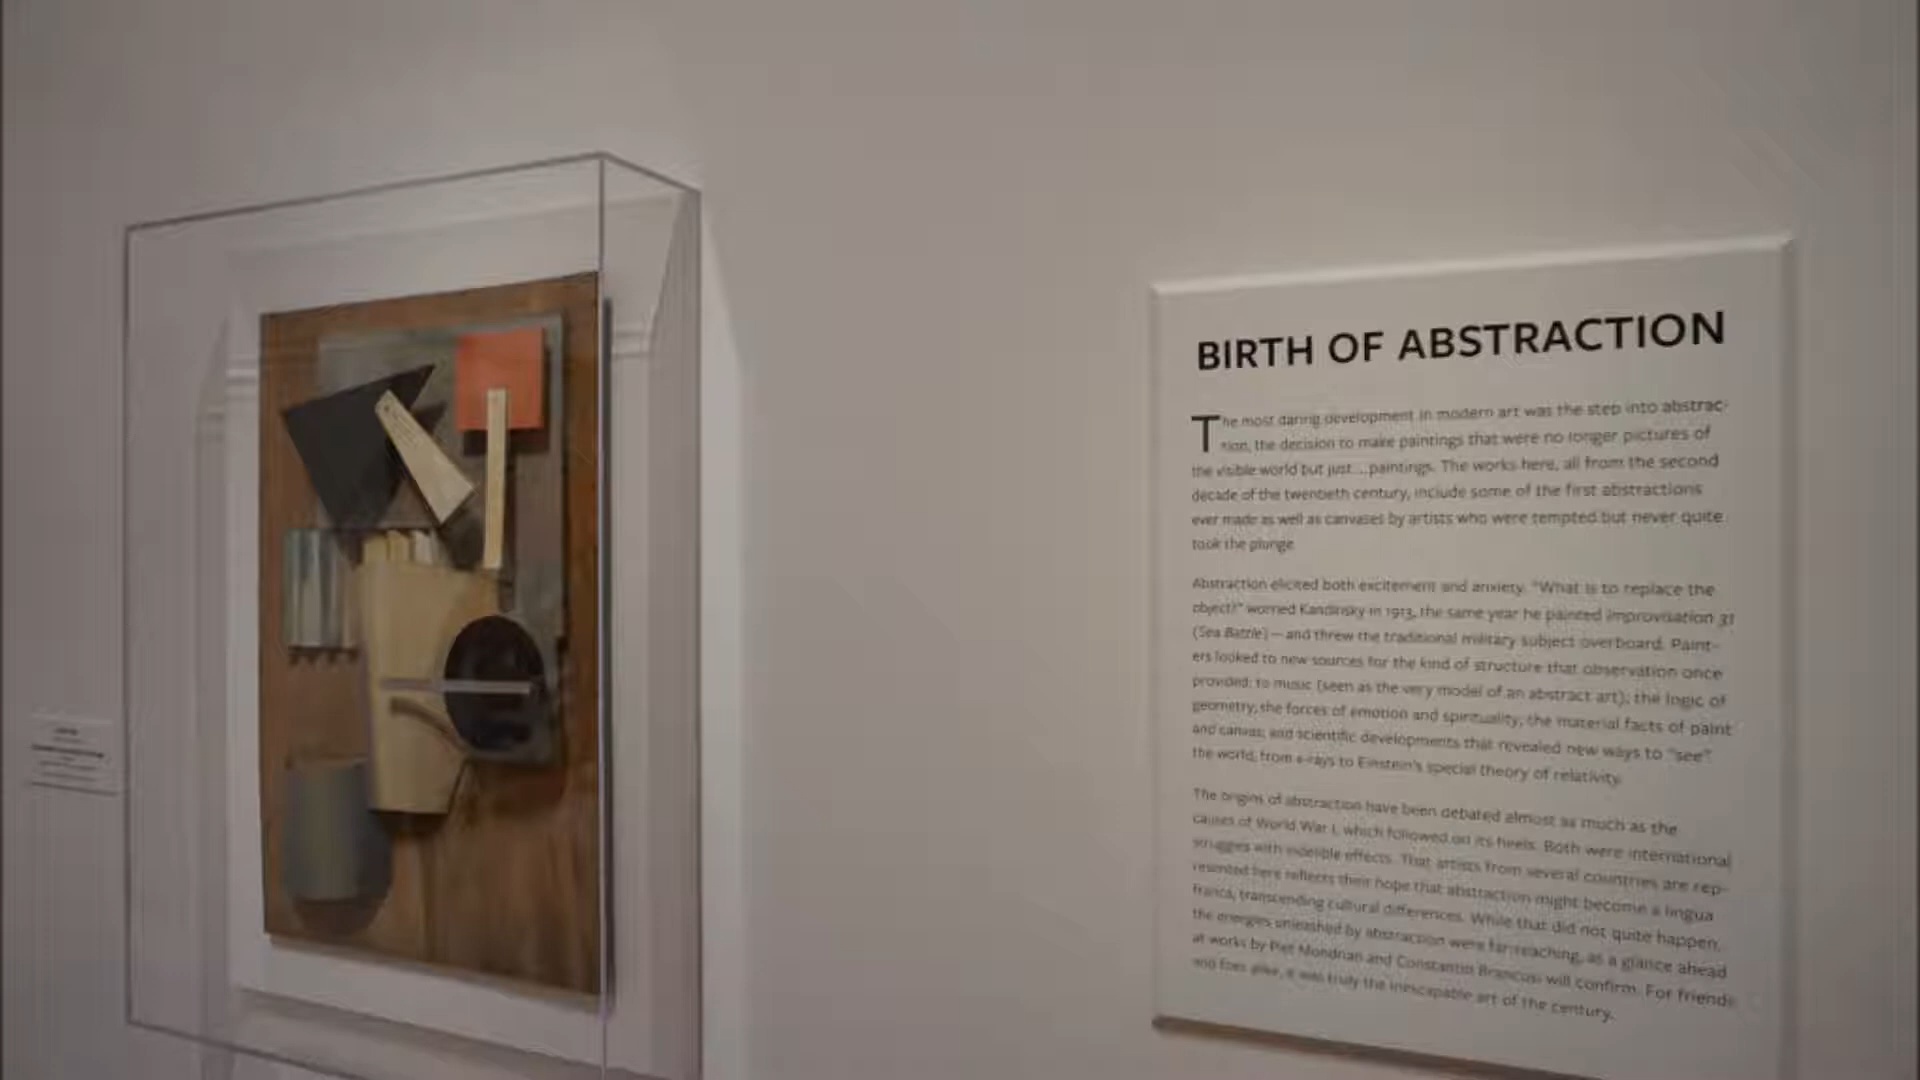 BIRTH OF ABSTRACTION
The most daring development in modern art was the step into abstrac-
tion, the decision to make paintings that were no longer pictures of
the visible world but just...paintings. The works here, all from the second
decade of the twentieth century, include some of the first abstractions
ever made as well as canvases by artists who were tempted but never quite
took the plunge.
Abstraction elicited both excitement and anxiety. "What is to replace the
object?" worried Kandinsky in 1913, the same year he painted Improvisation 31
(Sea Battle) — and threw the traditional military subject overboard. Paint-
ers looked to new sources for the kind of structure that observation once
provided: to music (seen as the very model of an abstract art); the logic of
geometry; the forces of emotion and spirituality; the material facts of paint
and canvas; and scientific developments that revealed new ways to "see"
the world, from x-rays to Einstein's special theory of relativity.
The origins of abstraction have been debated almost as much as the
causes of World War I, which followed on its heels. Both were international
struggles with indelible effects. That artists from several countries are rep-
resented here reflects their hope that abstraction might become a lingua
franca, transcending cultural differences. While that did not quite happen,
the energies unleashed by abstraction were far-reaching, as a glance ahead
at works by Piet Mondrian and Constantin Brancusi will confirm. For friends
and foes alike, it was truly the inescapable art of the century.